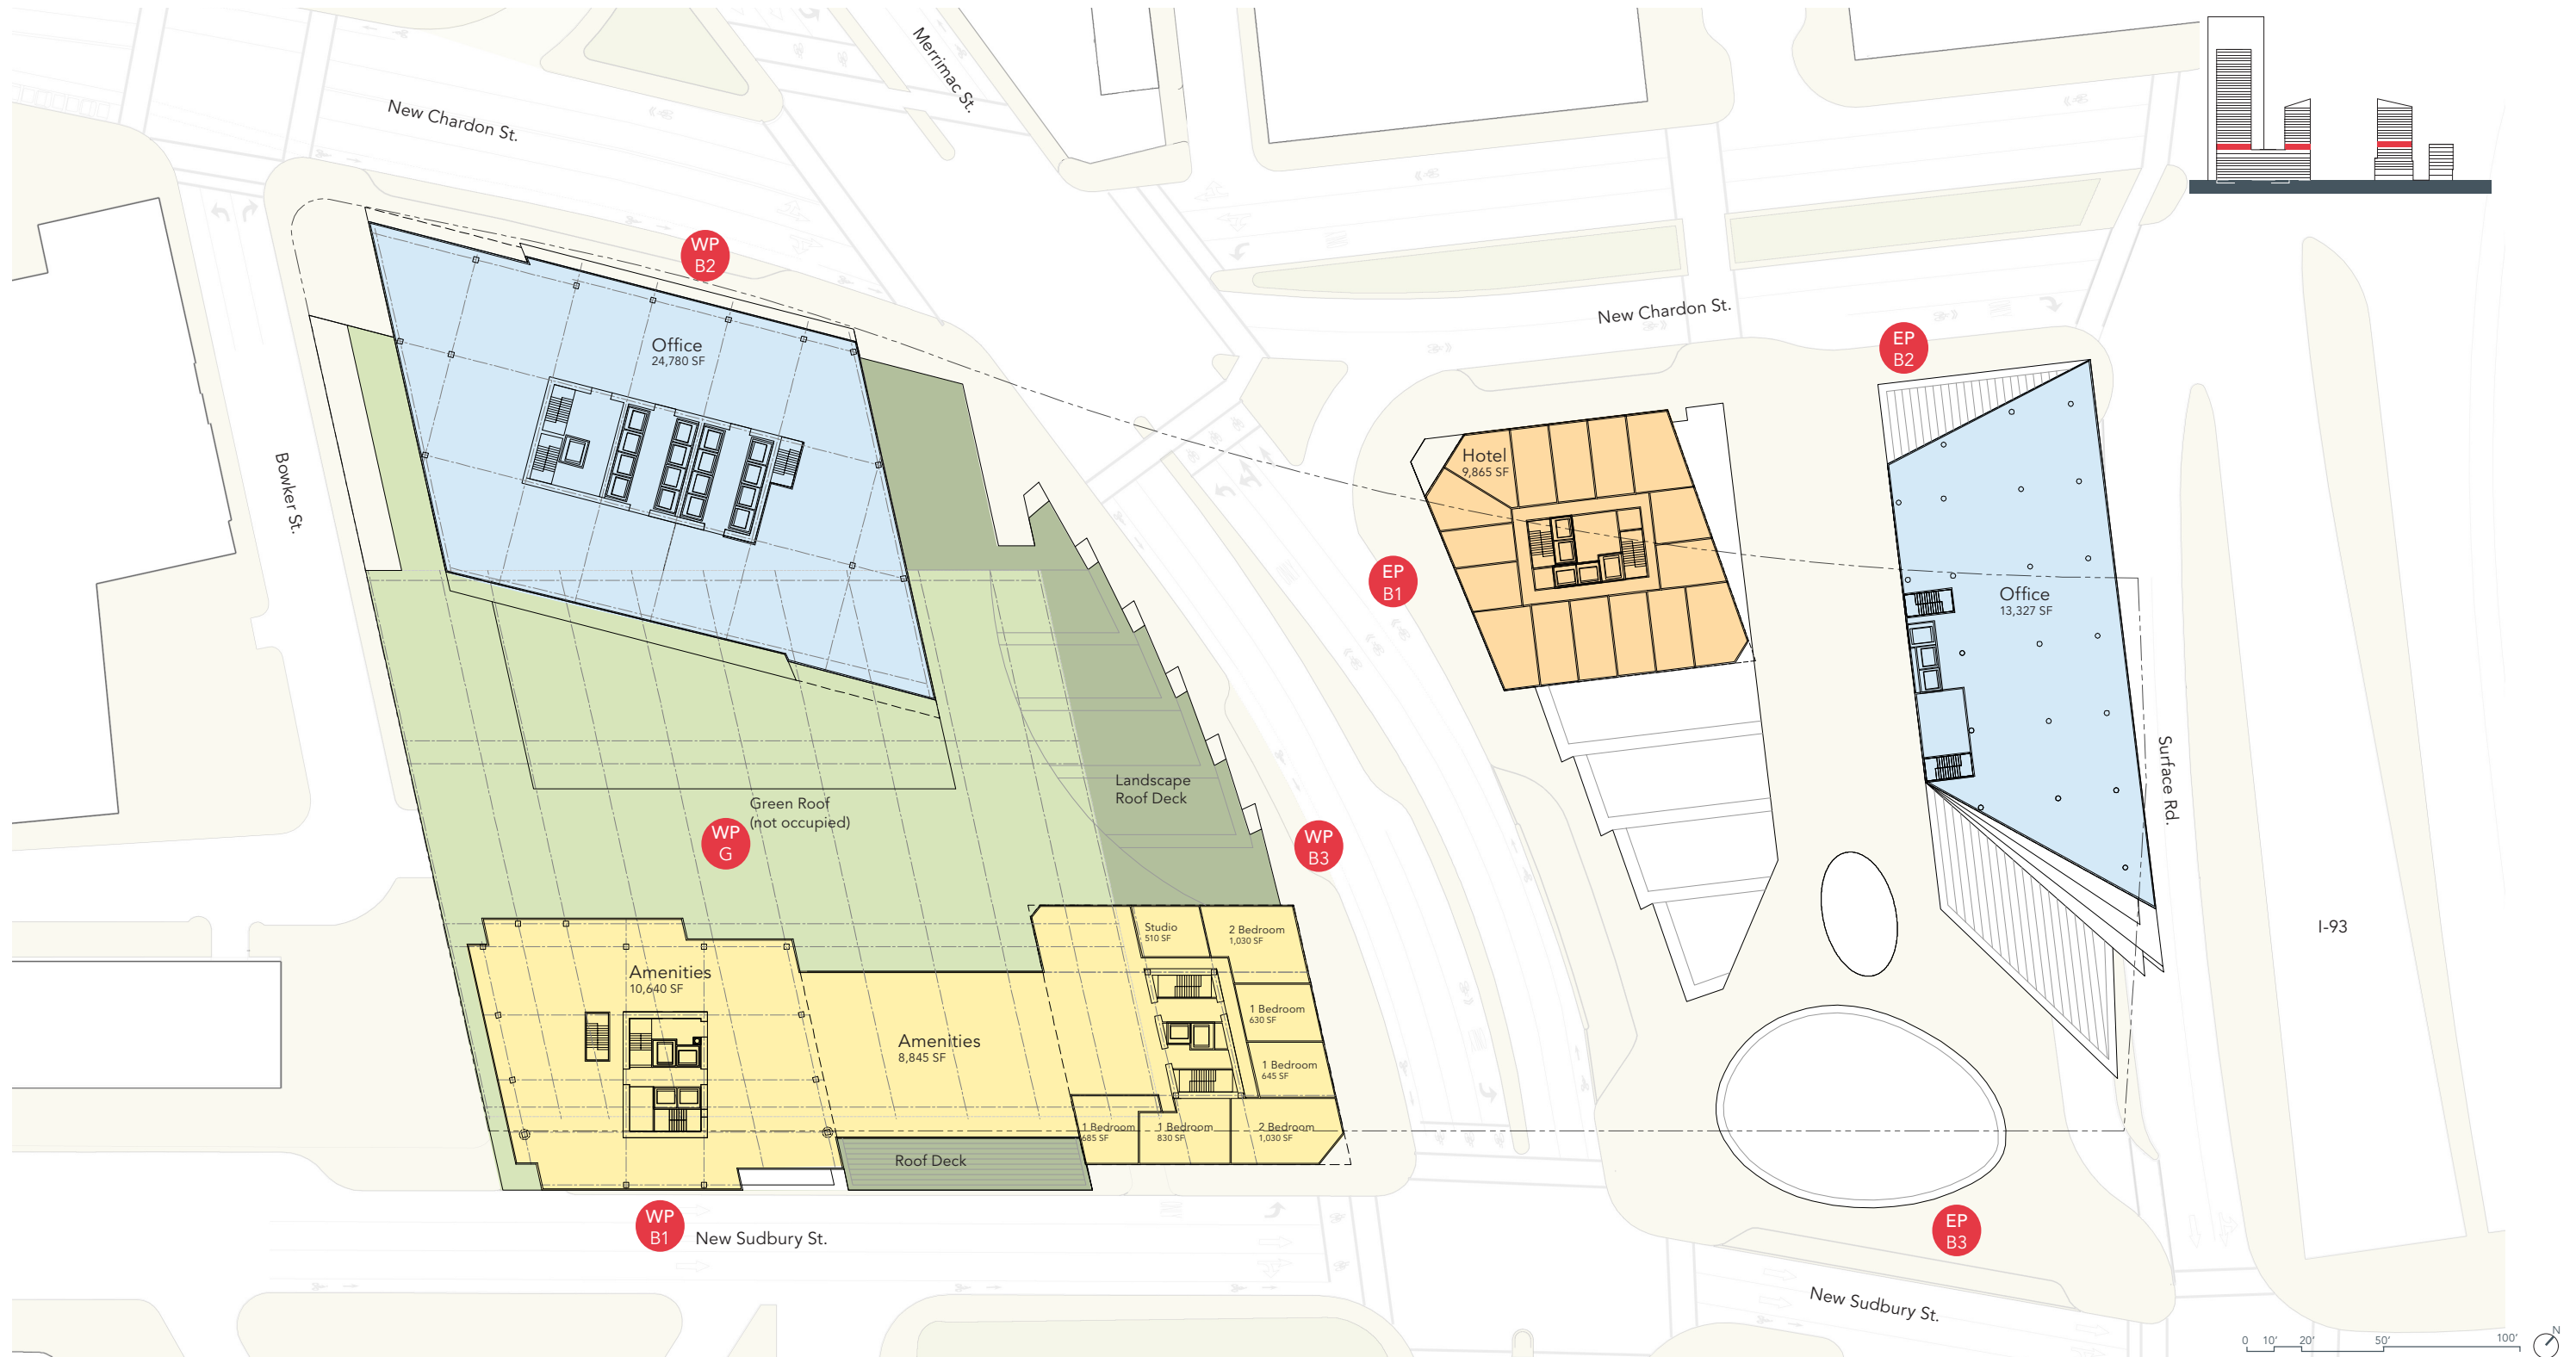 New Chardon St.
Merrimac St.
WP
B2
Office
24,780 SF
New Chardon St.
EP
B2
Bowker St.
Hotel
9,865 SF
EP
B1
Office
13,327 SF
Surface Rd.
Landscape
Roof Deck
Green Roof
(not occupied)
WP
G
WP
B3
I-93
Studio
510 SF
2 Bedroom
1,030 SF
Amenities
10,640 SF
1 Bedroom
630 SF
Amenities
8,845 SF
1 Bedroom
645 SF
1 Bedroom
685 SF
1 Bedroom
830 SF
2 Bedroom
1,030 SF
Roof Deck
WP
B1
New Sudbury St.
EP
B3
New Sudbury St.
0 10' 20' 50' 100'
N